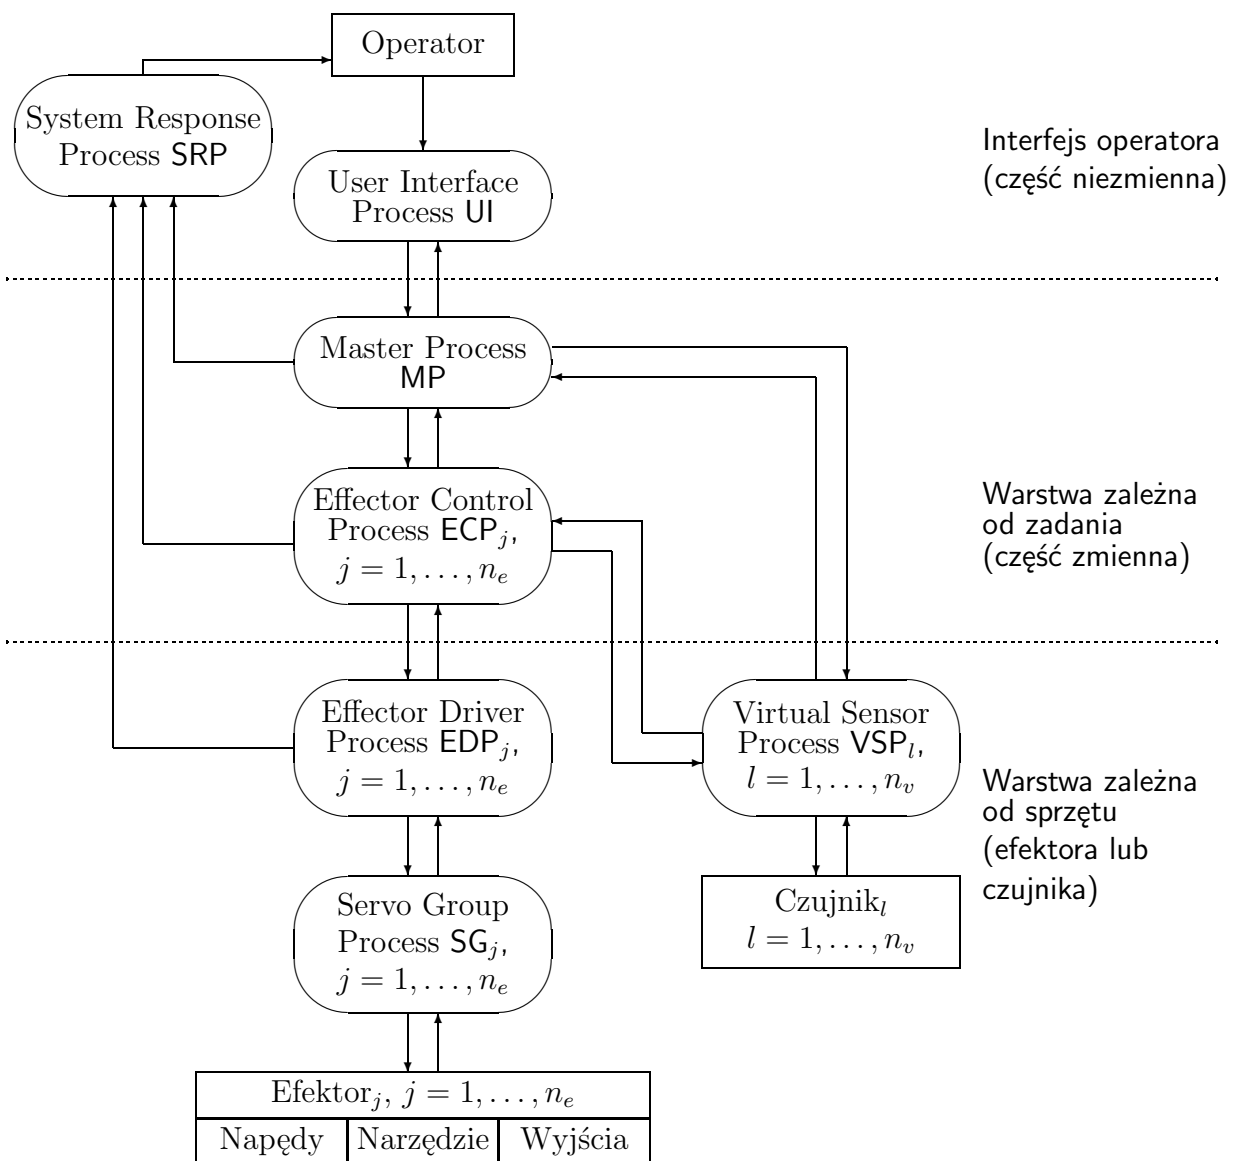 Operator
System Response
Process SRP
User Interface
Process UI
Interfejs operatora
(część niezmienna)
Master Process
MP
Effector Control
Process ECP_j,
j = 1, . . . , n_e
Warstwa zależna
od zadania
(część zmienna)
Effector Driver
Process EDP_j,
j = 1, . . . , n_e
Virtual Sensor
Process VSP_l,
l = 1, . . . , n_v
Warstwa zależna
od sprzętu
(efektora lub
czujnika)
Servo Group
Process SG_j,
j = 1, . . . , n_e
Czujnik_l
l = 1, . . . , n_v
Efektor_j, j = 1, . . . , n_e
Napędy Narzędzie Wyjścia